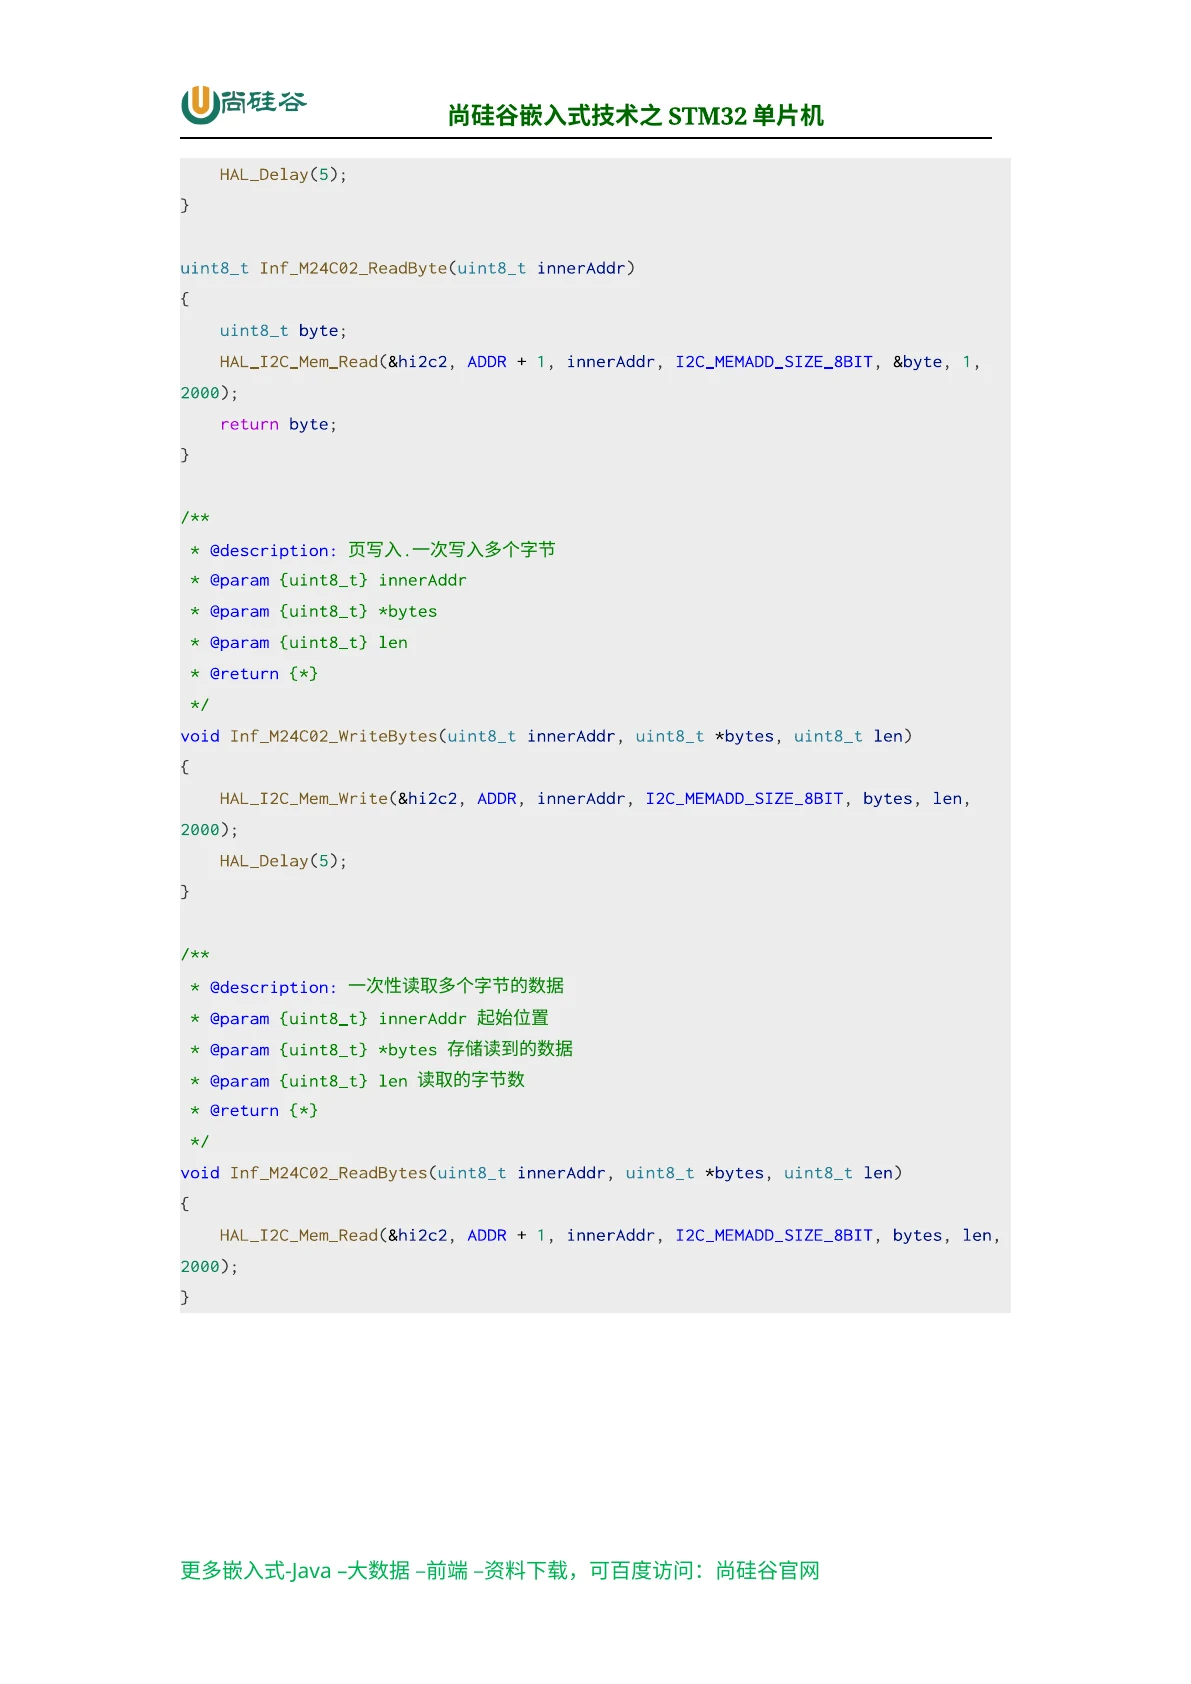 尚硅谷
尚硅谷嵌入式技术之 STM32 单片机
    HAL_Delay(5);
}

uint8_t Inf_M24C02_ReadByte(uint8_t innerAddr)
{
    uint8_t byte;
    HAL_I2C_Mem_Read(&hi2c2, ADDR + 1, innerAddr, I2C_MEMADD_SIZE_8BIT, &byte, 1,
2000);
    return byte;
}

/**
 * @description: 页写入.一次写入多个字节
 * @param {uint8_t} innerAddr
 * @param {uint8_t} *bytes
 * @param {uint8_t} len
 * @return {*}
 */
void Inf_M24C02_WriteBytes(uint8_t innerAddr, uint8_t *bytes, uint8_t len)
{
    HAL_I2C_Mem_Write(&hi2c2, ADDR, innerAddr, I2C_MEMADD_SIZE_8BIT, bytes, len,
2000);
    HAL_Delay(5);
}

/**
 * @description: 一次性读取多个字节的数据
 * @param {uint8_t} innerAddr 起始位置
 * @param {uint8_t} *bytes 存储读到的数据
 * @param {uint8_t} len 读取的字节数
 * @return {*}
 */
void Inf_M24C02_ReadBytes(uint8_t innerAddr, uint8_t *bytes, uint8_t len)
{
    HAL_I2C_Mem_Read(&hi2c2, ADDR + 1, innerAddr, I2C_MEMADD_SIZE_8BIT, bytes, len,
2000);
}
更多嵌入式-Java –大数据 –前端 –资料下载，可百度访问：尚硅谷官网